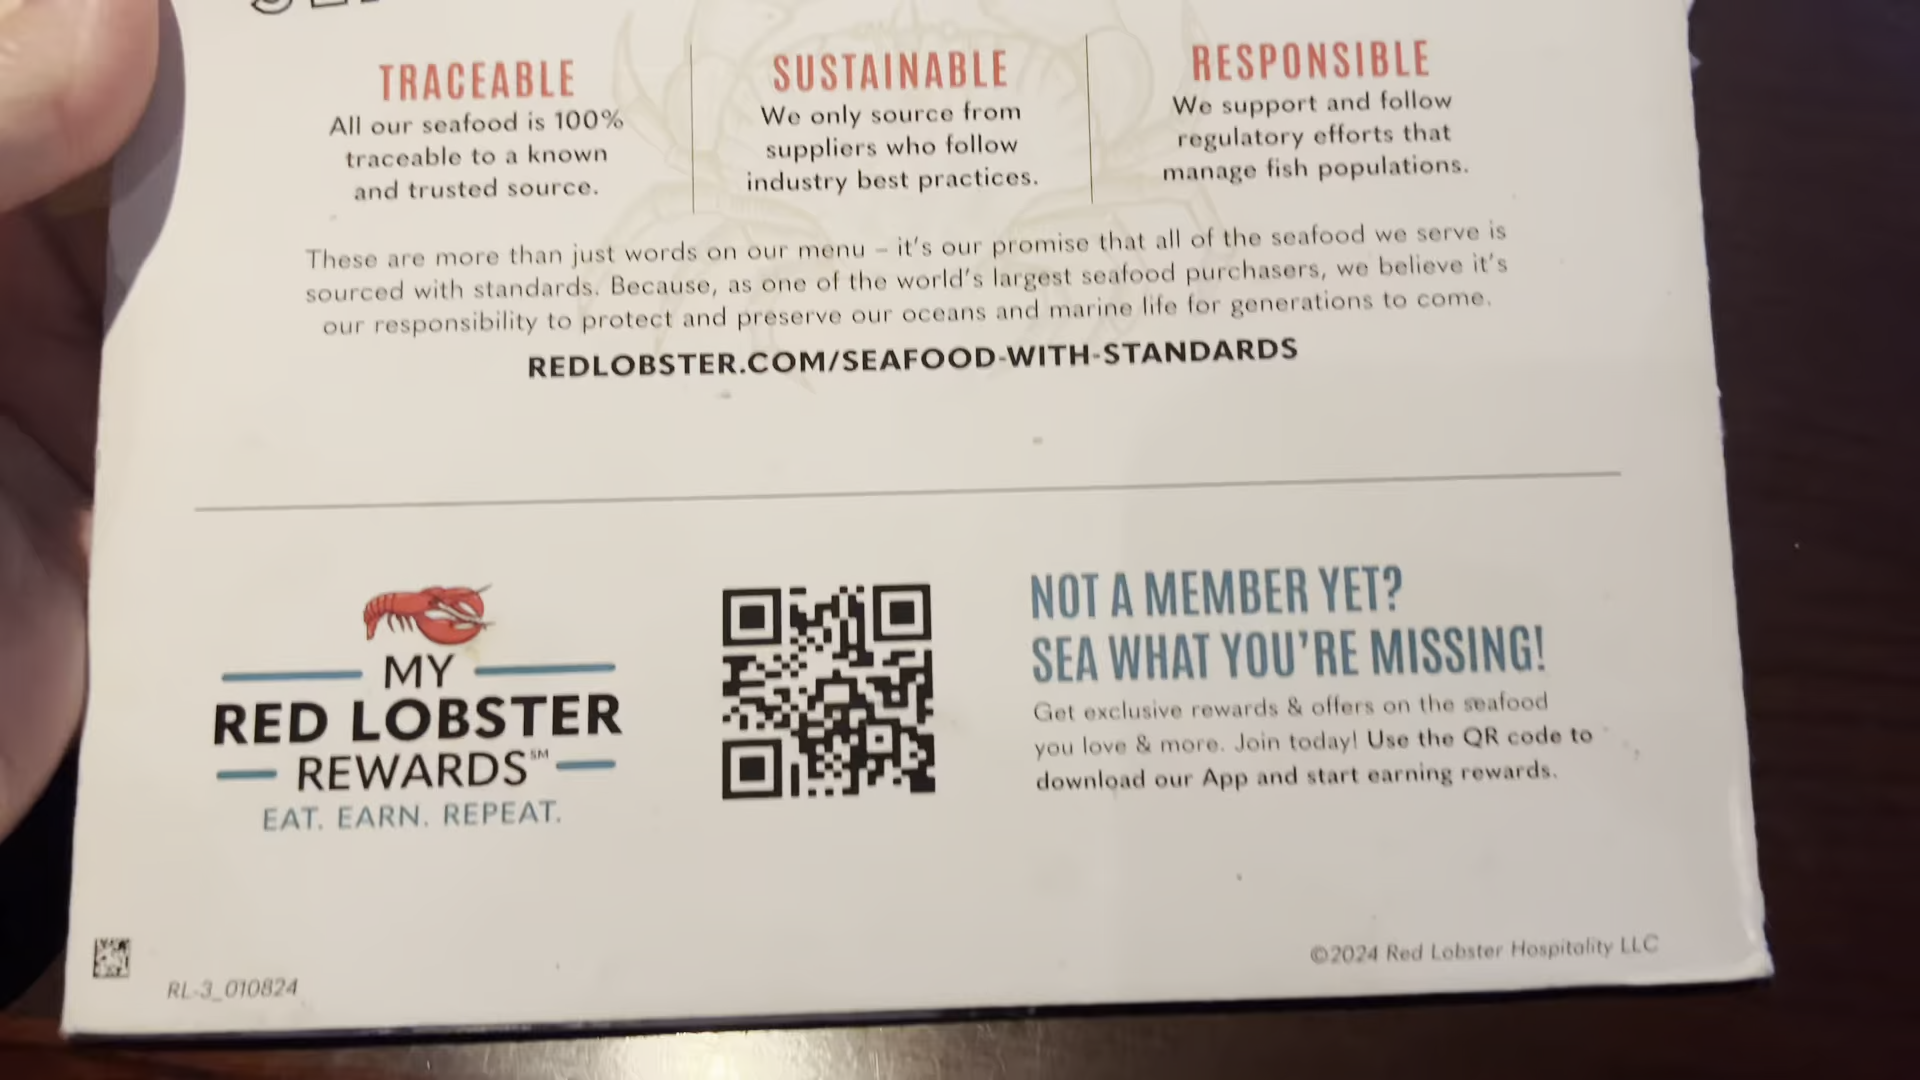 TRACEABLE
All our seafood is 100%
traceable to a known
and trusted source.
SUSTAINABLE
We only source from
suppliers who follow
industry best practices.
RESPONSIBLE
We support and follow
regulatory efforts that
manage fish populations.
These are more than just words on our menu – it's our promise that all of the seafood we serve is
sourced with standards. Because, as one of the world's largest seafood purchasers, we believe it's
our responsibility to protect and preserve our oceans and marine life for generations to come.
REDLOBSTER.COM/SEAFOOD-WITH-STANDARDS
MY
RED LOBSTER
REWARDS℠
EAT. EARN. REPEAT.
NOT A MEMBER YET?
SEA WHAT YOU'RE MISSING!
Get exclusive rewards & offers on the seafood
you love & more. Join today! Use the QR code to
download our App and start earning rewards.
RL-3_010824
©2024 Red Lobster Hospitality LLC